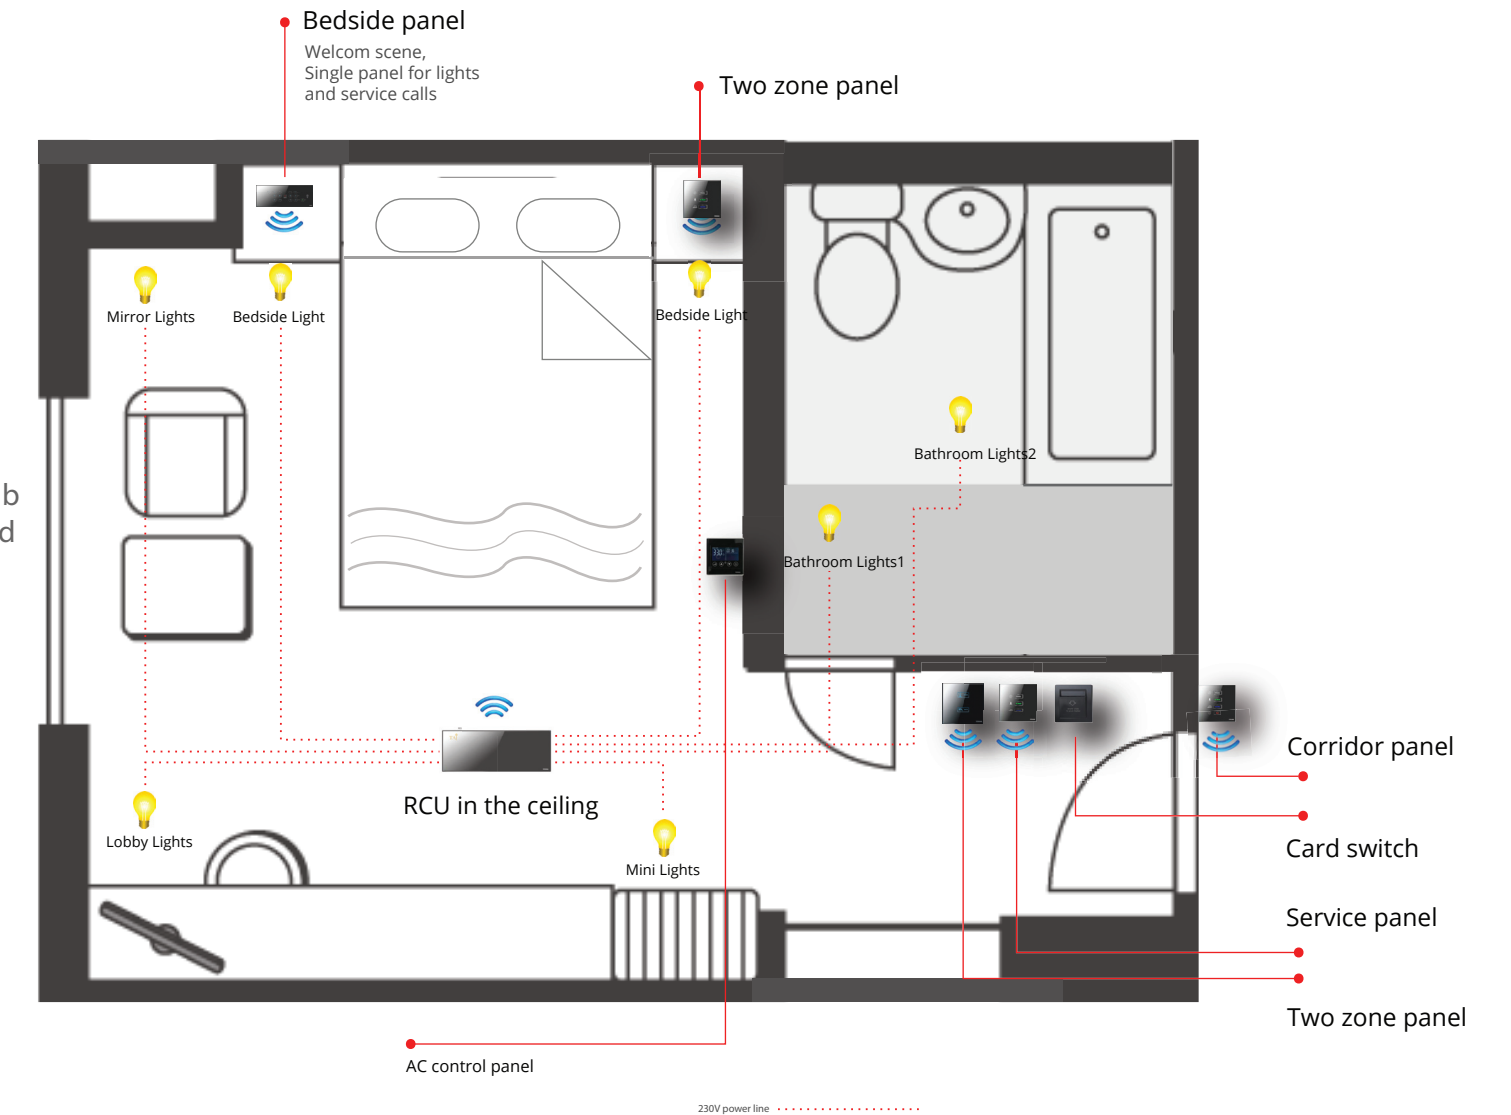 Bedside panel
Welcom scene,
Single panel for lights
and service calls
Two zone panel
Mirror Lights
Bedside Light
Bedside Light
Bathroom Lights2
b
d
Bathroom Lights1
Corridor panel
RCU in the ceiling
Lobby Lights
Card switch
Mini Lights
Service panel
Two zone panel
AC control panel
230V power line